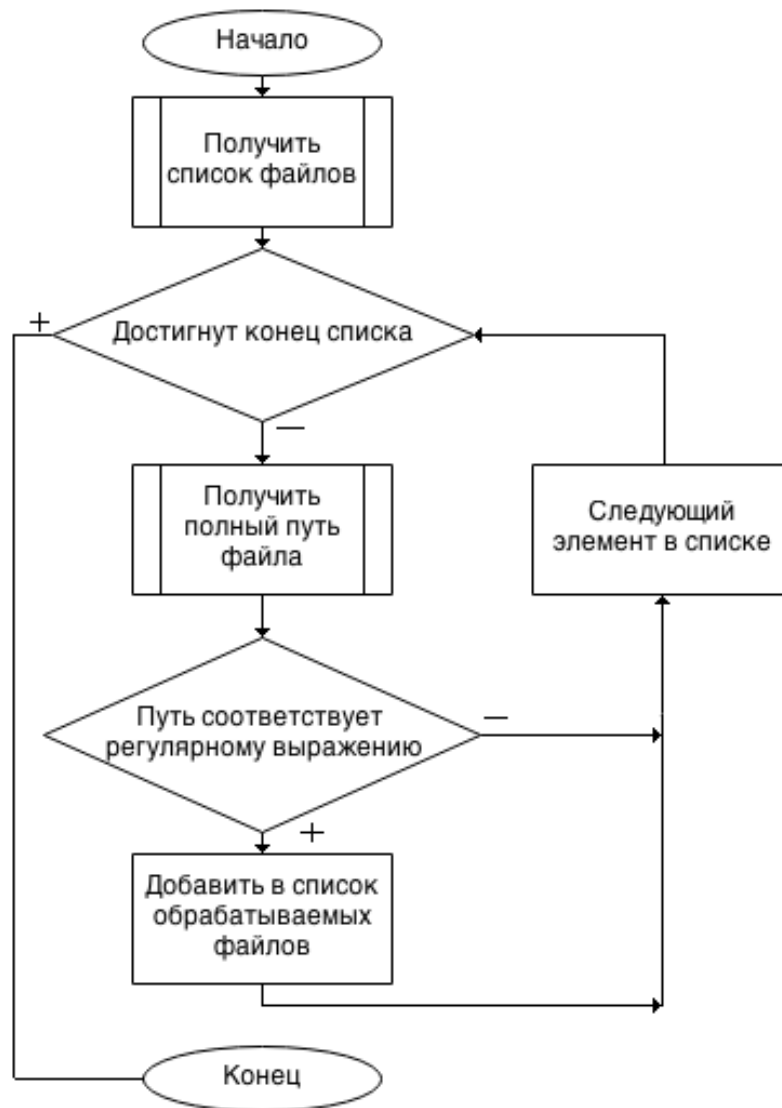 Начало
Получить
список файлов
+
Достигнут конец списка
—
Получить
полный путь
файла
Следующий
элемент в списке
Путь соответствует
регулярному выражению
—
+
Добавить в список
обрабатываемых
файлов
Конец